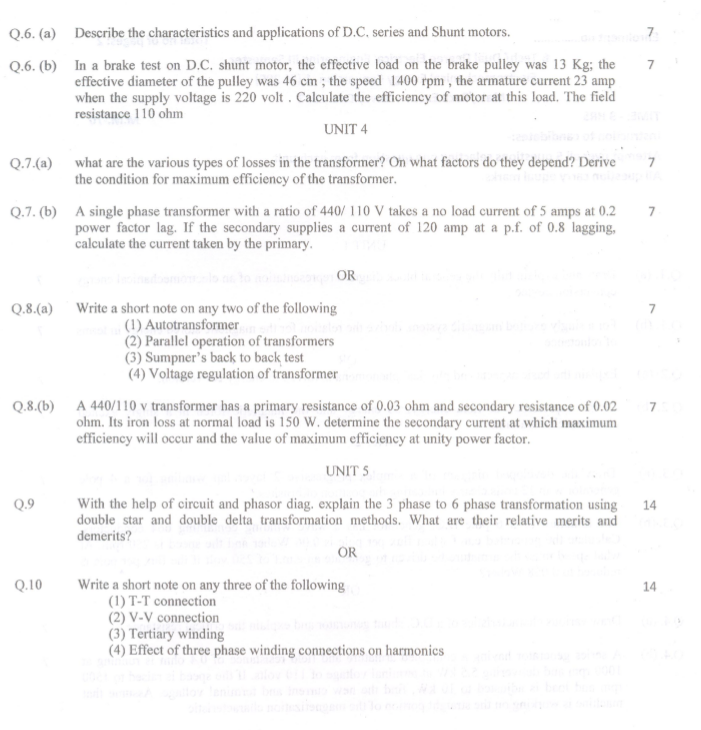 Q.6. (a) Describe the characteristics and applications of D.C. series and Shunt motors. 7
Q.6. (b) In a brake test on D.C. shunt motor, the effective load on the brake pulley was 13 Kg; the 7
effective diameter of the pulley was 46 cm ; the speed 1400 rpm , the armature current 23 amp
when the supply voltage is 220 volt . Calculate the efficiency of motor at this load. The field
resistance 110 ohm
UNIT 4
Q.7.(a) what are the various types of losses in the transformer? On what factors do they depend? Derive 7
the condition for maximum efficiency of the transformer.
Q.7. (b) A single phase transformer with a ratio of 440/ 110 V takes a no load current of 5 amps at 0.2 7
power factor lag. If the secondary supplies a current of 120 amp at a p.f. of 0.8 lagging,
calculate the current taken by the primary.
OR
Q.8.(a) Write a short note on any two of the following 7
(1) Autotransformer
(2) Parallel operation of transformers
(3) Sumpner's back to back test
(4) Voltage regulation of transformer
Q.8.(b) A 440/110 v transformer has a primary resistance of 0.03 ohm and secondary resistance of 0.02 7
ohm. Its iron loss at normal load is 150 W. determine the secondary current at which maximum
efficiency will occur and the value of maximum efficiency at unity power factor.
UNIT 5
Q.9 With the help of circuit and phasor diag. explain the 3 phase to 6 phase transformation using 14
double star and double delta transformation methods. What are their relative merits and
demerits?
OR
Q.10 Write a short note on any three of the following 14
(1) T-T connection
(2) V-V connection
(3) Tertiary winding
(4) Effect of three phase winding connections on harmonics